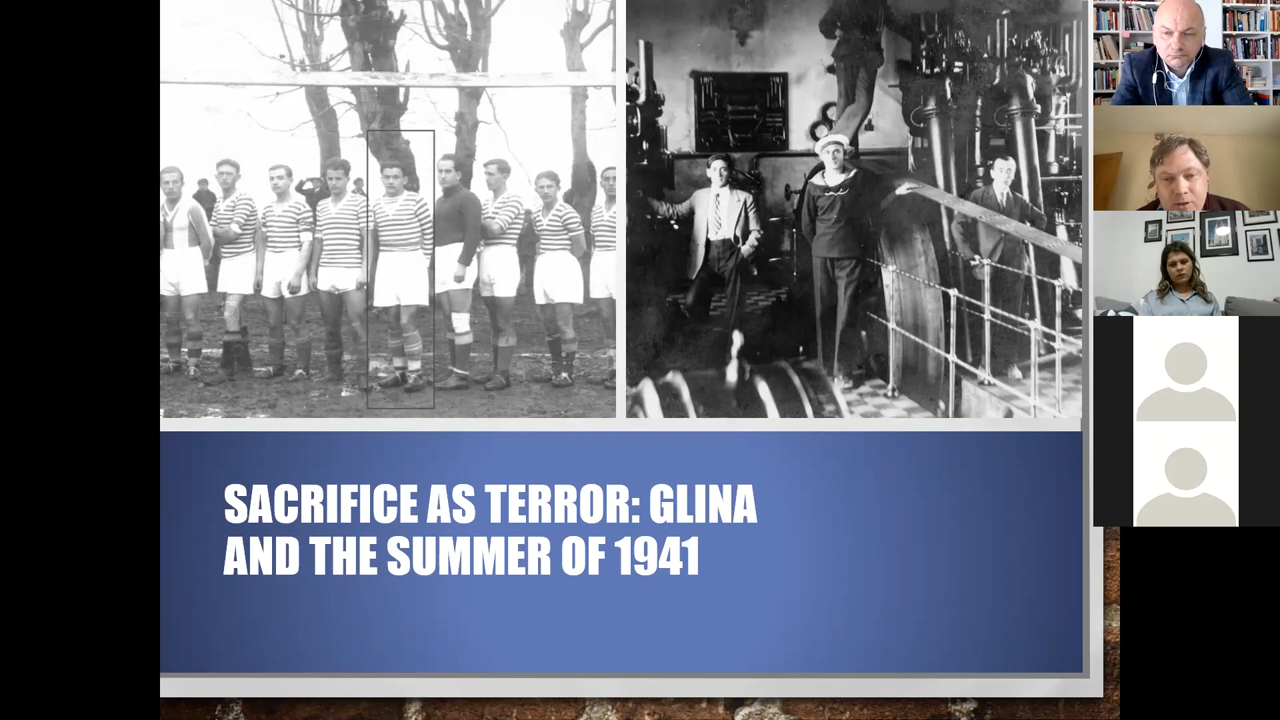 SACRIFICE AS TERROR: GLINA
AND THE SUMMER OF 1941